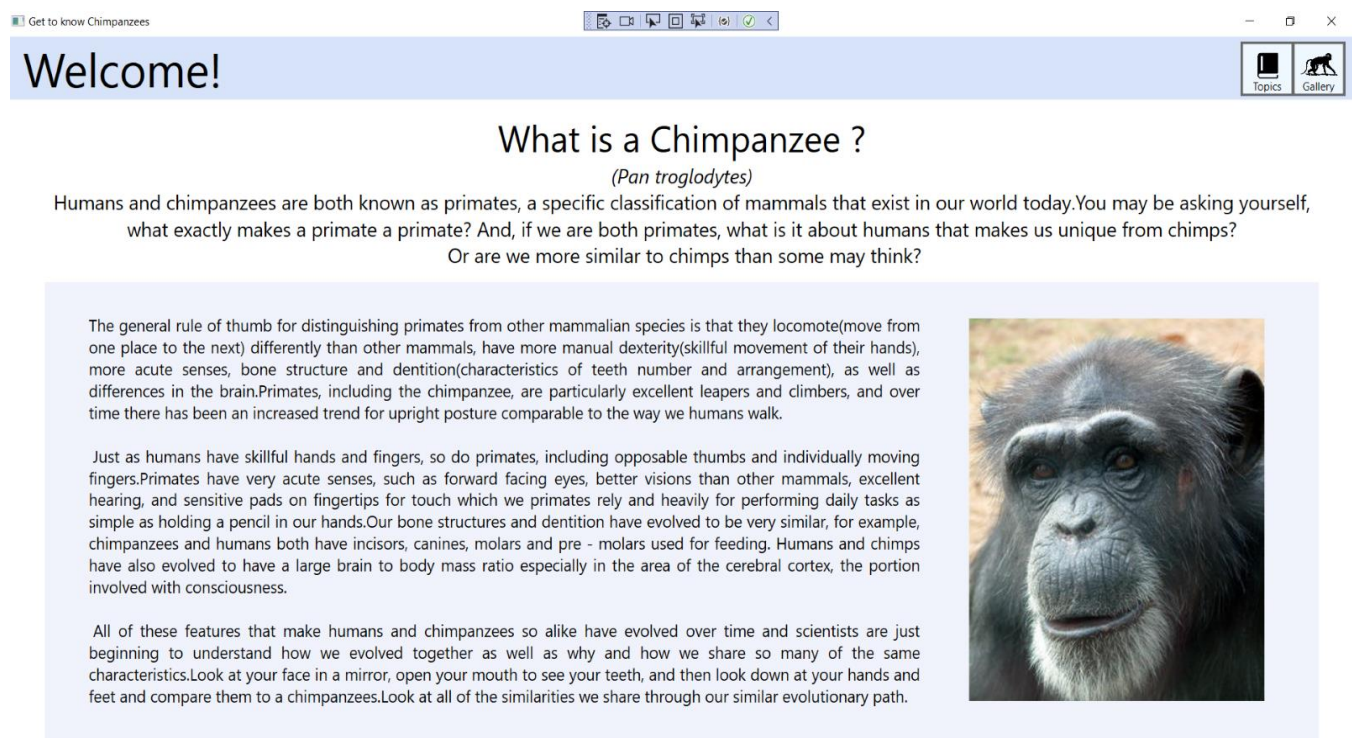 Get to know Chimpanzees
Welcome!
Topics
Gallery
What is a Chimpanzee ?
(Pan troglodytes)
Humans and chimpanzees are both known as primates, a specific classification of mammals that exist in our world today.You may be asking yourself,
what exactly makes a primate a primate? And, if we are both primates, what is it about humans that makes us unique from chimps?
Or are we more similar to chimps than some may think?
The general rule of thumb for distinguishing primates from other mammalian species is that they locomote(move from
one place to the next) differently than other mammals, have more manual dexterity(skillful movement of their hands),
more acute senses, bone structure and dentition(characteristics of teeth number and arrangement), as well as
differences in the brain.Primates, including the chimpanzee, are particularly excellent leapers and climbers, and over
time there has been an increased trend for upright posture comparable to the way we humans walk.
Just as humans have skillful hands and fingers, so do primates, including opposable thumbs and individually moving
fingers.Primates have very acute senses, such as forward facing eyes, better visions than other mammals, excellent
hearing, and sensitive pads on fingertips for touch which we primates rely and heavily for performing daily tasks as
simple as holding a pencil in our hands.Our bone structures and dentition have evolved to be very similar, for example,
chimpanzees and humans both have incisors, canines, molars and pre - molars used for feeding. Humans and chimps
have also evolved to have a large brain to body mass ratio especially in the area of the cerebral cortex, the portion
involved with consciousness.
All of these features that make humans and chimpanzees so alike have evolved over time and scientists are just
beginning to understand how we evolved together as well as why and how we share so many of the same
characteristics.Look at your face in a mirror, open your mouth to see your teeth, and then look down at your hands and
feet and compare them to a chimpanzees.Look at all of the similarities we share through our similar evolutionary path.